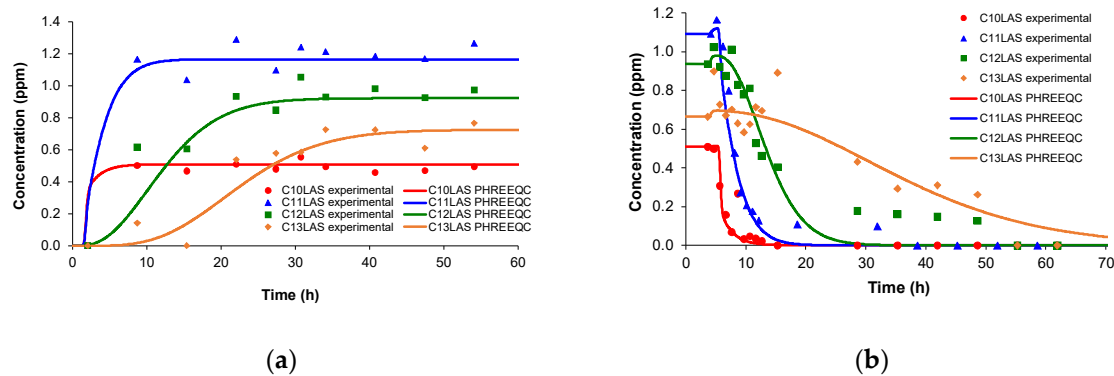 1.4
1.2
1.0
0.8
0.6
0.4
0.2
0.0
Concentration (ppm)
C10LAS experimental
C11LAS experimental
C12LAS experimental
C13LAS experimental
C10LAS PHREEQC
C11LAS PHREEQC
C12LAS PHREEQC
C13LAS PHREEQC
0 10 20 30 40 50 60
Time (h)
(a)
1.2
1.0
0.8
0.6
0.4
0.2
0.0
Concentration (ppm)
C10LAS experimental
C11LAS experimental
C12LAS experimental
C13LAS experimental
C10LAS PHREEQC
C11LAS PHREEQC
C12LAS PHREEQC
C13LAS PHREEQC
0 10 20 30 40 50 60 70
Time (h)
(b)